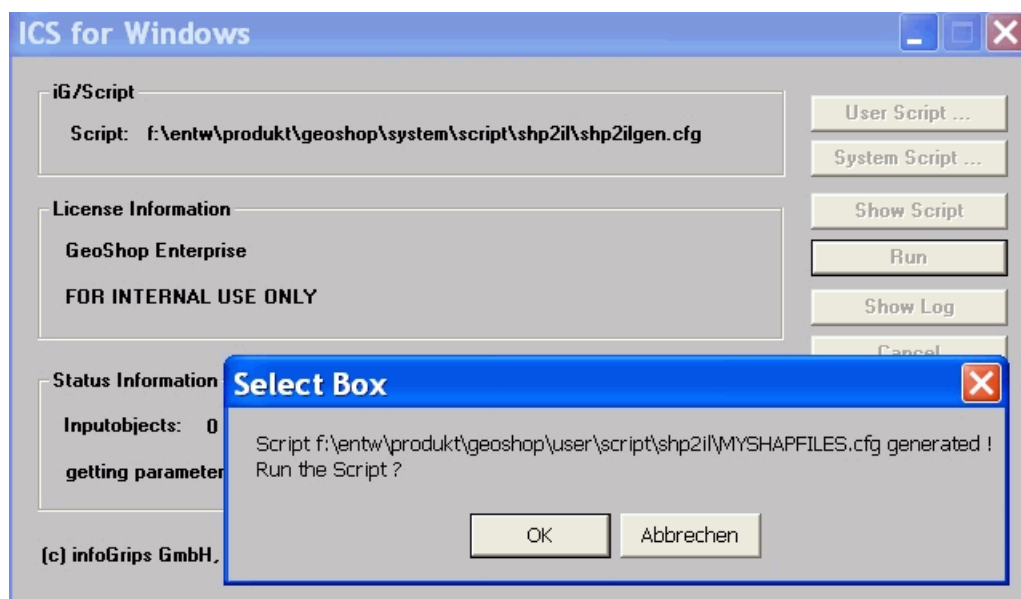 ICS for Windows
iG/Script
Script: f:\entw\produkt\geoshop\system\script\shp2il\shp2ilgen.cfg
User Script ...
System Script ...
License Information
GeoShop Enterprise
FOR INTERNAL USE ONLY
Show Script
Run
Show Log
Cancel
Status Information
Inputobjects: 0
getting parameter
(c) infoGrips GmbH,
Select Box
Script f:\entw\produkt\geoshop\user\script\shp2il\MYSHAPFILES.cfg generated !
Run the Script ?
OK
Abbrechen